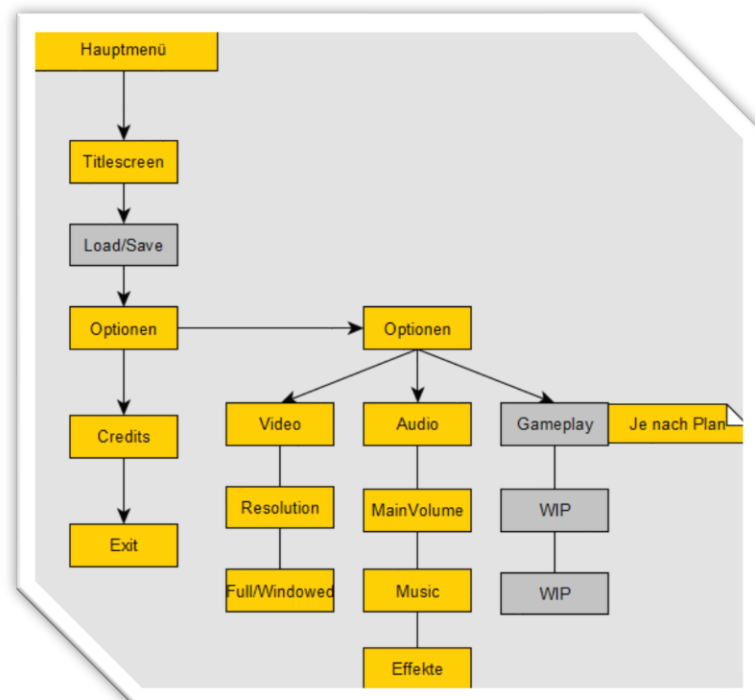 Hauptmenü
Titlescreen
Load/Save
Optionen
Optionen
Credits
Video
Audio
Gameplay
Je nach Plan
Exit
Resolution
MainVolume
WIP
Full/Windowed
Music
WIP
Effekte